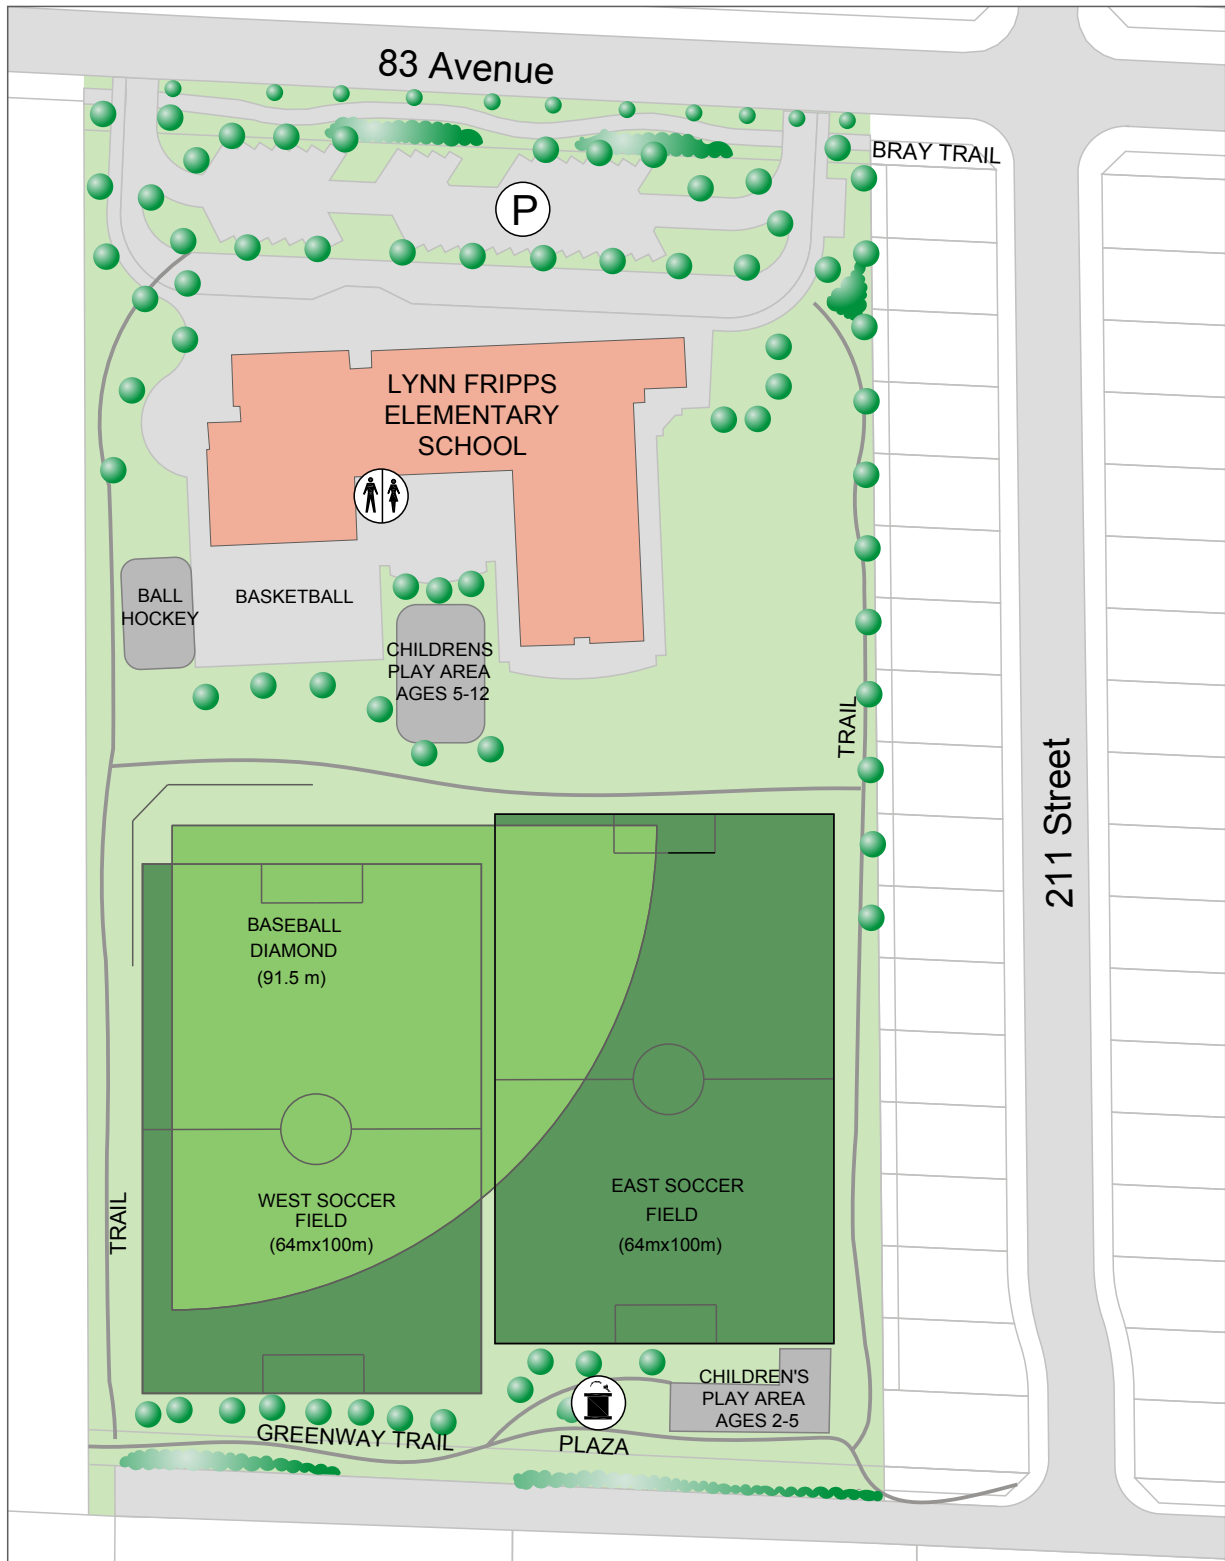 83 Avenue
BRAY TRAIL
P
LYNN FRIPPS
ELEMENTARY
SCHOOL
BALL
HOCKEY
BASKETBALL
CHILDRENS
PLAY AREA
AGES 5-12
TRAIL
211 Street
BASEBALL
DIAMOND
(91.5 m)
WEST SOCCER
FIELD
(64mx100m)
EAST SOCCER
FIELD
(64mx100m)
TRAIL
CHILDREN'S
PLAY AREA
AGES 2-5
GREENWAY TRAIL
PLAZA